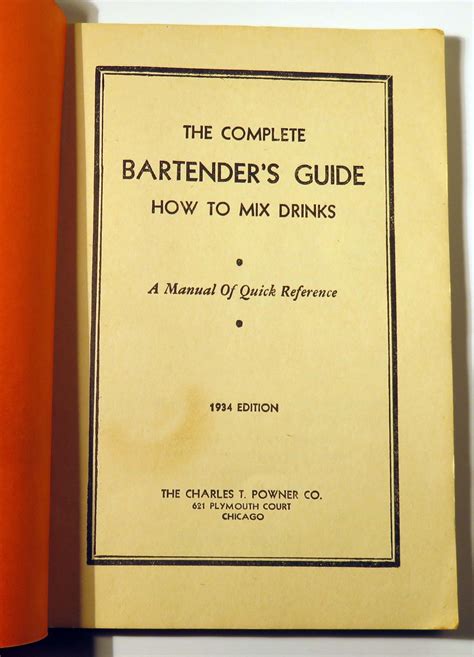 THE COMPLETE
BARTENDER'S GUIDE
HOW TO MIX DRINKS
A Manual Of Quick Reference
1934 EDITION
THE CHARLES T. POWNER CO.
621 PLYMOUTH COURT
CHICAGO